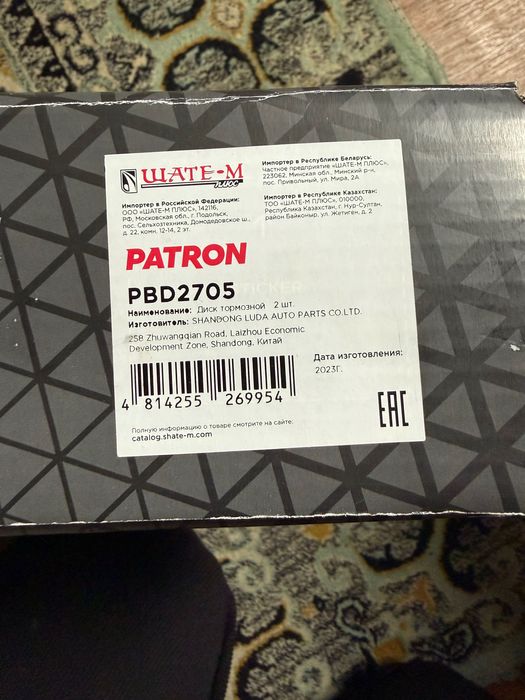 ШАТЕ-М
ПЛЮС
Импортер в Российской Федерации:
ООО «ШАТЕ-М ПЛЮС», 142116,
РФ, Московская обл., г. Подольск,
пос. Сельхозтехника, Домодедовское ш.,
д. 22, комн. 12-14, 2 эт.
Импортер в Республике Беларусь:
Частное предприятие «ШАТЕ-М ПЛЮС»,
223062, Минская обл., Минский р-н,
пос. Привольный, ул. Мира, 2А
Импортер в Республике Казахстан:
ТОО «ШАТЕ-М ПЛЮС», 010000,
Республика Казахстан, г. Нур-Султан,
район Байконыр, ул. Жетиген, д. 2
PATRON
PBD2705
Наименование: Диск тормозной 2 шт.
Изготовитель: SHANDONG LUDA AUTO PARTS CO.LTD.
258 Zhuwangqian Road, Laizhou Economic
Development Zone, Shandong, Китай
Дата изготовления:
2023Г.
4 814255 269954
EAC
Полную информацию о товаре смотрите на сайте:
catalog.shate-m.com